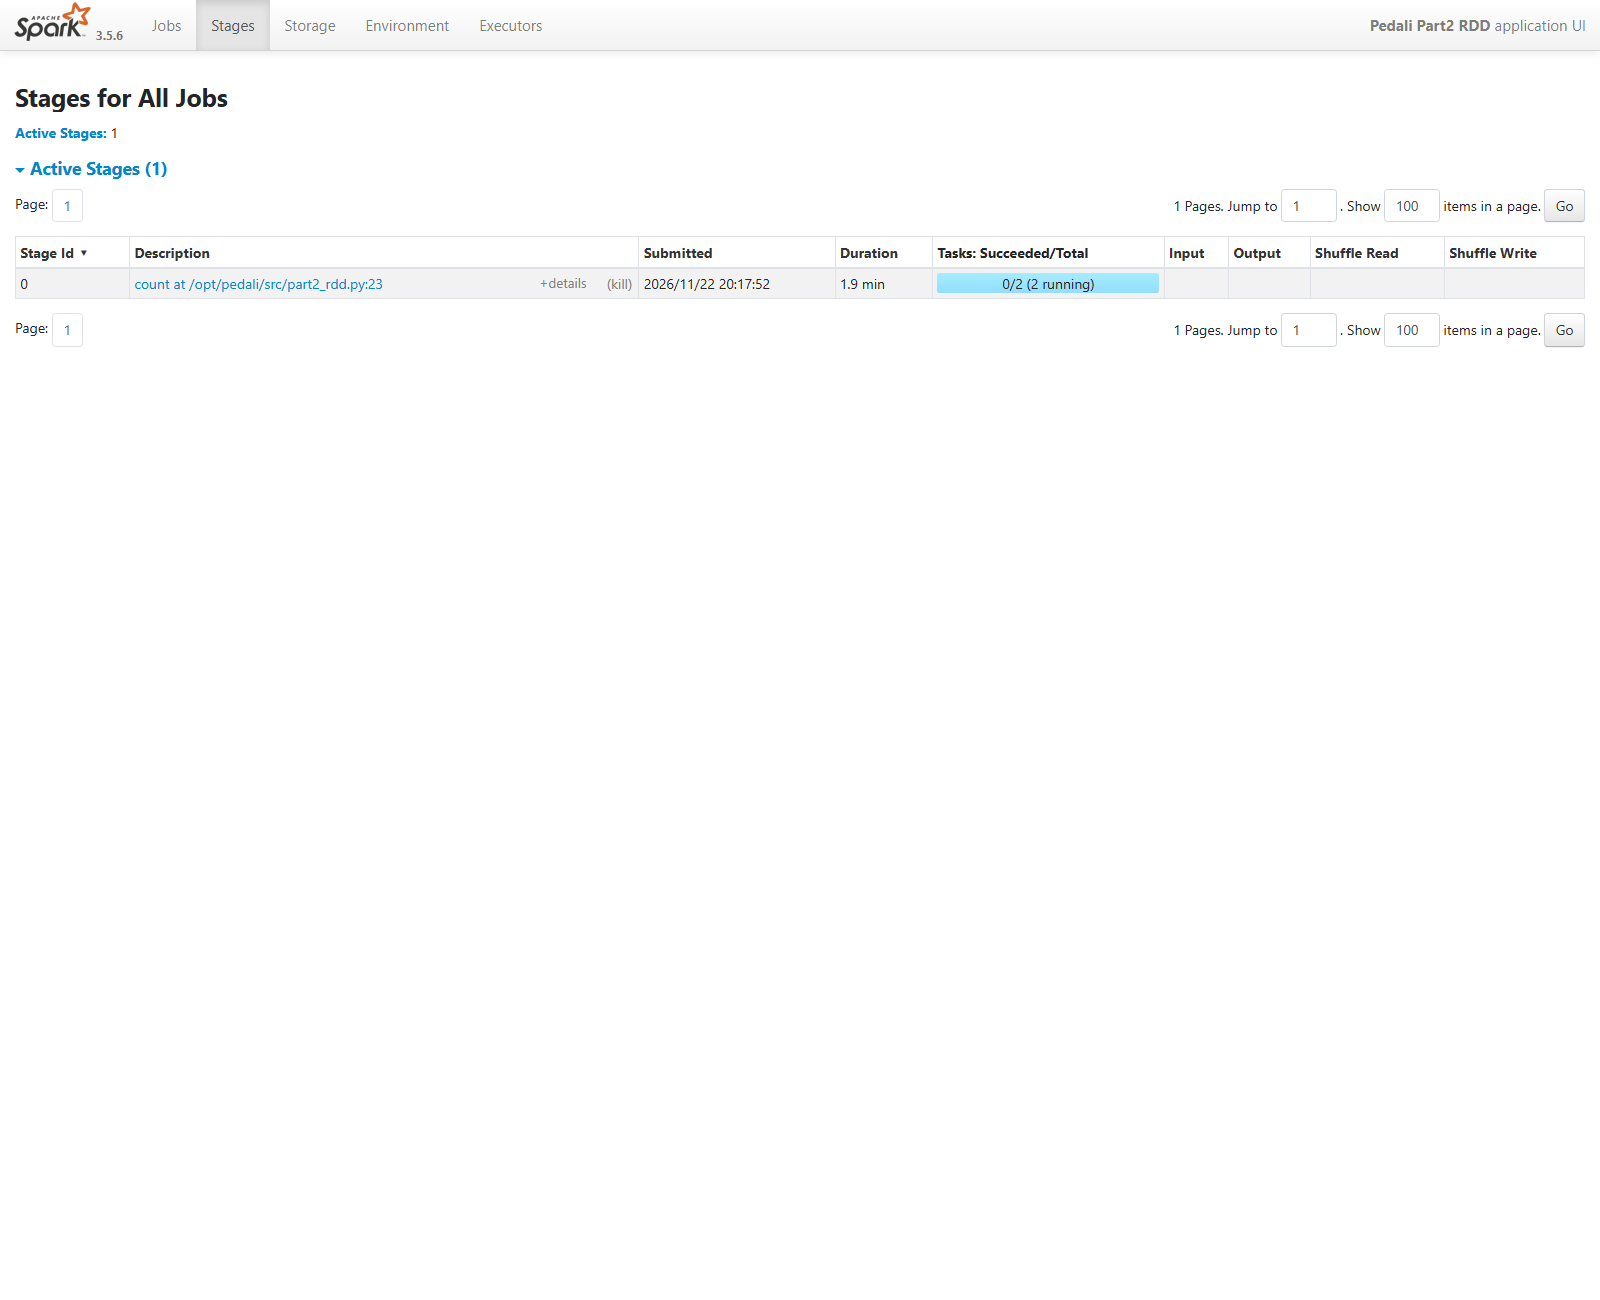 APACHE Spark 3.5.6 Jobs Stages Storage Environment Executors Pedali Part2 RDD application UI
Stages for All Jobs
Active Stages: 1
Active Stages (1)
Page: 1 1 Pages. Jump to 1 . Show 100 items in a page. Go
Stage Id ▾ Description Submitted Duration Tasks: Succeeded/Total Input Output Shuffle Read Shuffle Write
0 count at /opt/pedali/src/part2_rdd.py:23 +details (kill) 2026/11/22 20:17:52 1.9 min 0/2 (2 running)
Page: 1 1 Pages. Jump to 1 . Show 100 items in a page. Go